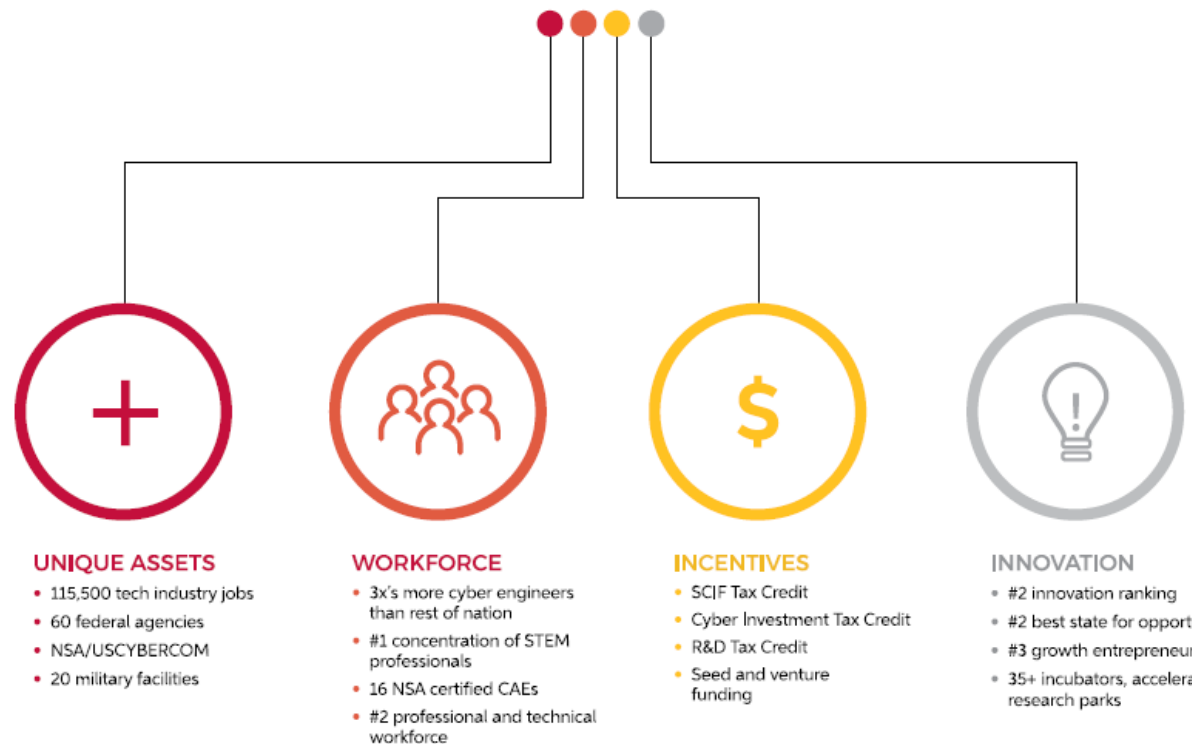 $
!
UNIQUE ASSETS
• 115,500 tech industry jobs
• 60 federal agencies
• NSA/USCYBERCOM
• 20 military facilities
WORKFORCE
• 3x's more cyber engineers
than rest of nation
• #1 concentration of STEM
professionals
• 16 NSA certified CAEs
• #2 professional and technical
workforce
INCENTIVES
• SCIF Tax Credit
• Cyber Investment Tax Credit
• R&D Tax Credit
• Seed and venture
funding
INNOVATION
• #2 innovation ranking
• #2 best state for
• #3 growth
• 35+ incubators,
research parks